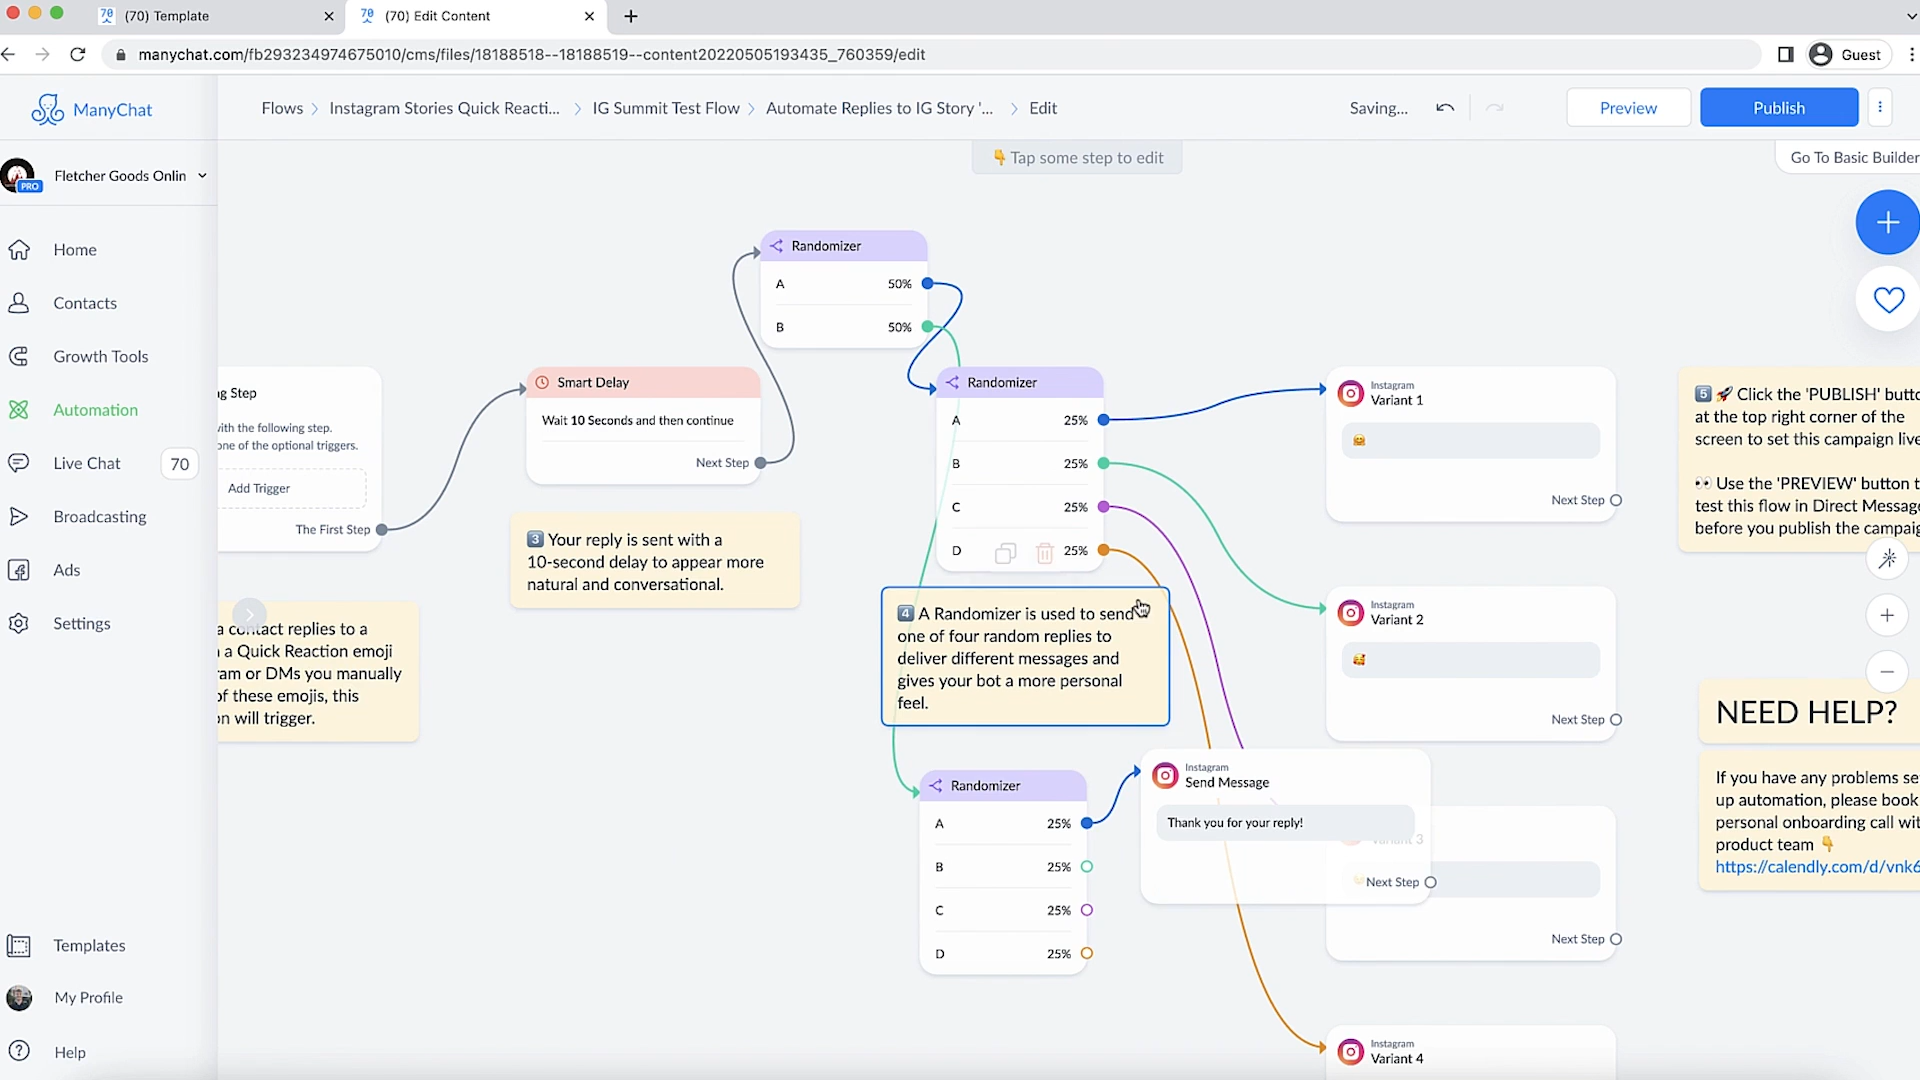 (70) Template
(70) Edit Content
manychat.com/fb293234974675010/cms/files/18188518--18188519--content20220505193435_760359/edit
Guest
ManyChat
Flows
Instagram Stories Quick Reacti...
IG Summit Test Flow
Automate Replies to IG Story '...
Edit
Saving...
Preview
Publish
👇 Tap some step to edit
Go To Basic Builder
PRO
Fletcher Goods Onlin
Home
Contacts
Growth Tools
Automation
Live Chat
70
Broadcasting
Ads
Settings
Templates
My Profile
Help
g Step
with the following step.
one of the optional triggers.
Add Trigger
The First Step
a contact replies to a
a Quick Reaction emoji
ram or DMs you manually
of these emojis, this
on will trigger.
Smart Delay
Wait 10 Seconds and then continue
Next Step
3 Your reply is sent with a
10-second delay to appear more
natural and conversational.
Randomizer
A 50%
B 50%
Randomizer
A 25%
B 25%
C 25%
D 25%
4 A Randomizer is used to send
one of four random replies to
deliver different messages and
gives your bot a more personal
feel.
Randomizer
A 25%
B 25%
C 25%
D 25%
Instagram
Send Message
Thank you for your reply!
Next Step
Instagram
Variant 1
Next Step
Instagram
Variant 2
Next Step
Variant 3
Next Step
Instagram
Variant 4
5 🚀 Click the 'PUBLISH' butto
at the top right corner of the
screen to set this campaign live
👀 Use the 'PREVIEW' button t
test this flow in Direct Message
before you publish the campaig
NEED HELP?
If you have any problems se
up automation, please book
personal onboarding call wit
product team 👇
https://calendly.com/d/vnk6